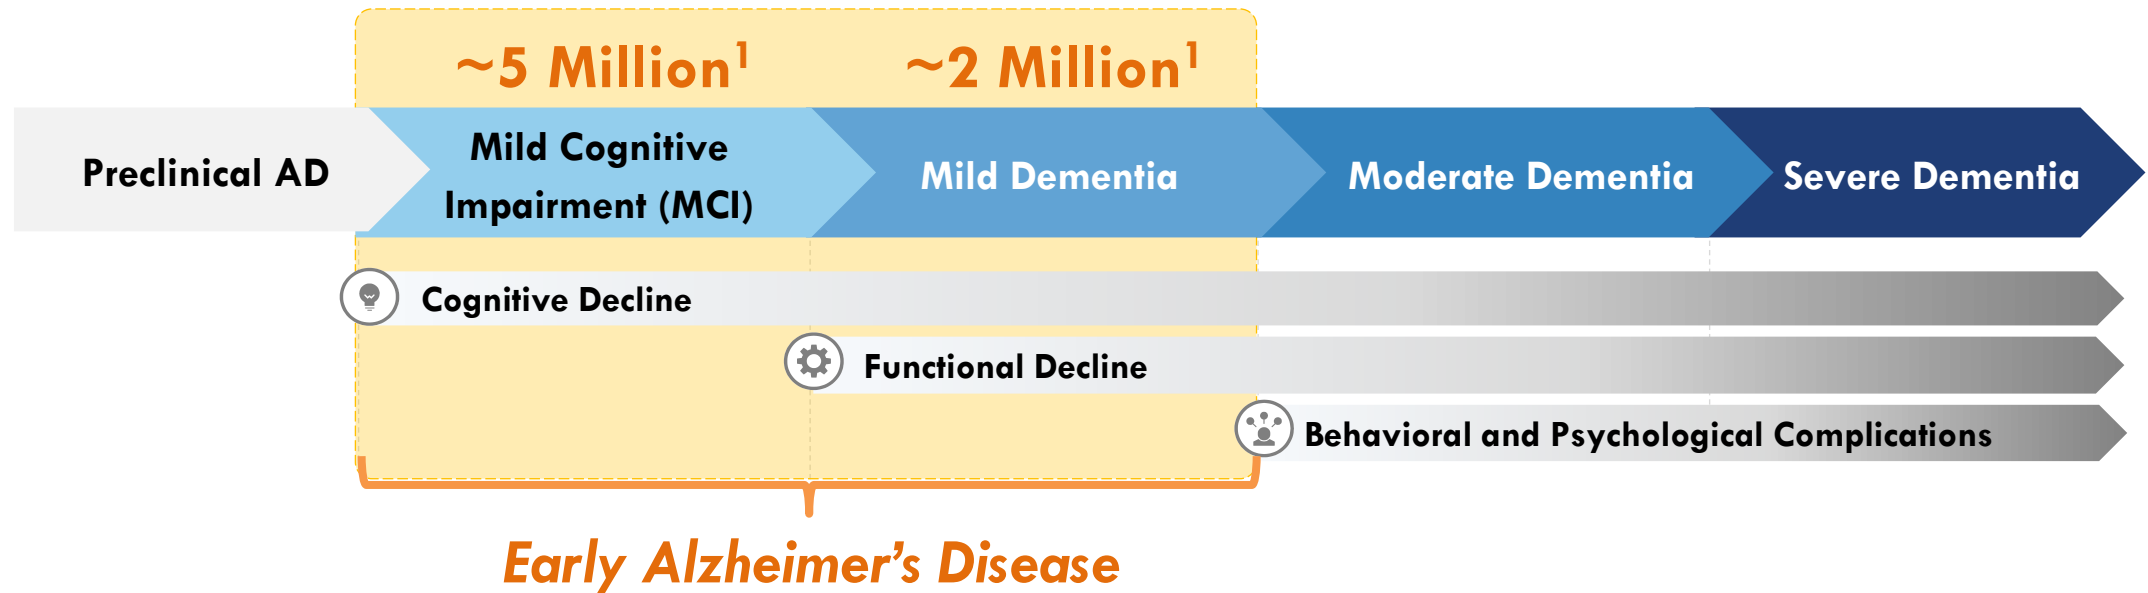 ~5 Million¹
~2 Million¹
Preclinical AD
Mild Cognitive
Impairment (MCI)
Mild Dementia
Moderate Dementia
Severe Dementia
Cognitive Decline
Functional Decline
Behavioral and Psychological Complications
Early Alzheimer’s Disease